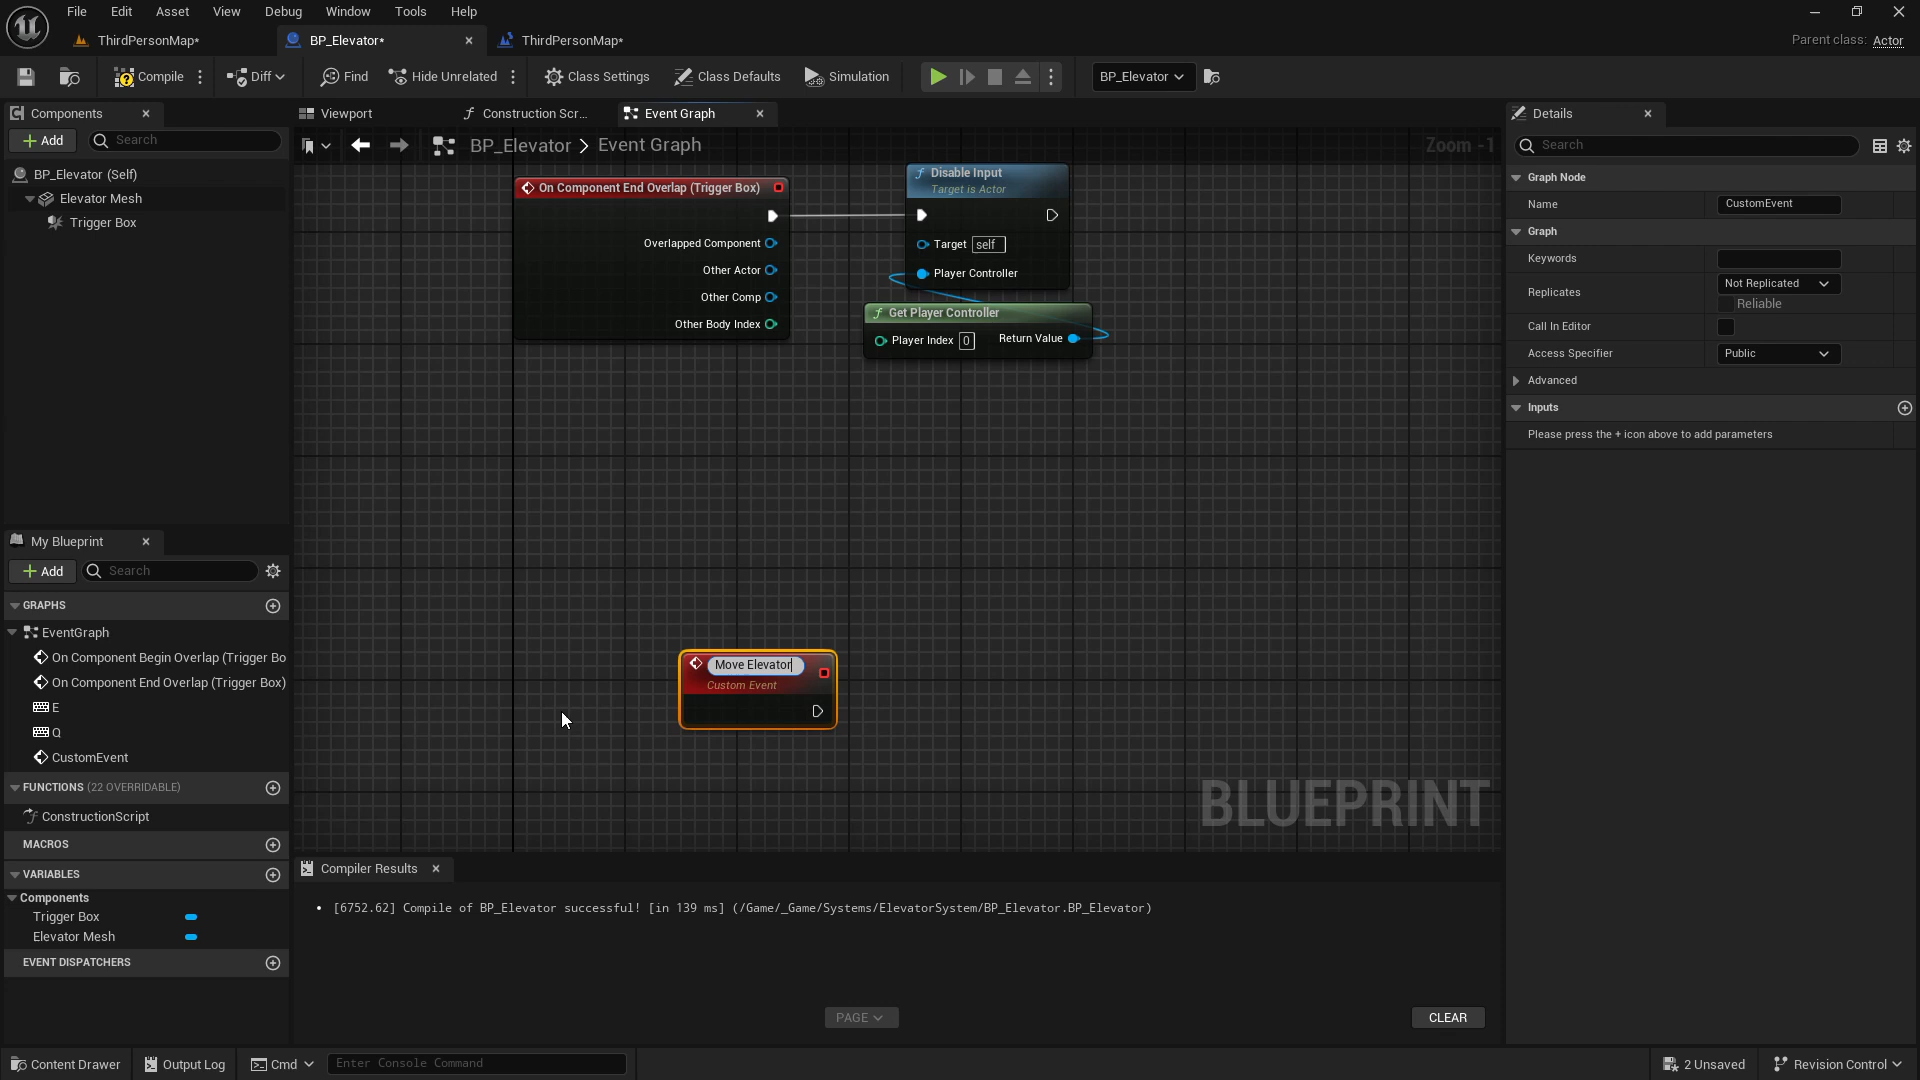 File Edit Asset View Debug Window Tools Help
ThirdPersonMap* BP_Elevator* ThirdPersonMap*
Parent class: Actor
Compile Diff Find Hide Unrelated Class Settings Class Defaults Simulation BP_Elevator
Components
Add Search
BP_Elevator (Self)
Elevator Mesh
Trigger Box
My Blueprint
Add Search
GRAPHS
EventGraph
On Component Begin Overlap (Trigger Bo
On Component End Overlap (Trigger Box)
E
Q
CustomEvent
FUNCTIONS (22 OVERRIDABLE)
ConstructionScript
MACROS
VARIABLES
Components
Trigger Box
Elevator Mesh
EVENT DISPATCHERS
Viewport Construction Scr... Event Graph
BP_Elevator > Event Graph
Zoom -1
On Component End Overlap (Trigger Box)
Overlapped Component
Other Actor
Other Comp
Other Body Index
Disable Input
Target is Actor
Target self
Player Controller
Get Player Controller
Player Index 0 Return Value
Move Elevator
Custom Event
BLUEPRINT
Compiler Results
• [6752.62] Compile of BP_Elevator successful! [in 139 ms] (/Game/_Game/Systems/ElevatorSystem/BP_Elevator.BP_Elevator)
PAGE
CLEAR
Details
Search
Graph Node
Name CustomEvent
Graph
Keywords
Replicates Not Replicated
Reliable
Call In Editor
Access Specifier Public
Advanced
Inputs
Please press the + icon above to add parameters
Content Drawer Output Log Cmd Enter Console Command 2 Unsaved Revision Control